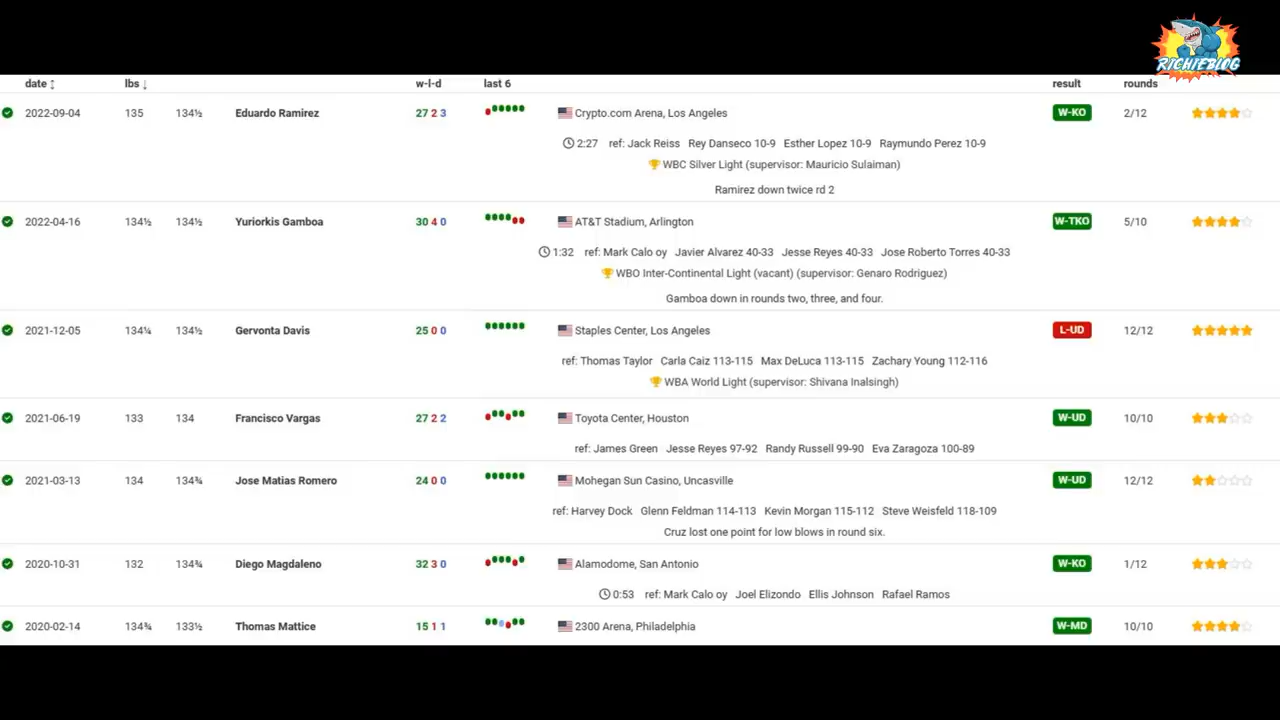 RICHIEBLOG
date lbs w-l-d last 6 result rounds
2022-09-04 135 134½ Eduardo Ramirez 27 2 3 Crypto.com Arena, Los Angeles W-KO 2/12
2:27 ref: Jack Reiss Rey Danseco 10-9 Esther Lopez 10-9 Raymundo Perez 10-9
WBC Silver Light (supervisor: Mauricio Sulaiman)
Ramirez down twice rd 2
2022-04-16 134½ 134½ Yuriorkis Gamboa 30 4 0 AT&T Stadium, Arlington W-TKO 5/10
1:32 ref: Mark Calo oy Javier Alvarez 40-33 Jesse Reyes 40-33 Jose Roberto Torres 40-33
WBO Inter-Continental Light (vacant) (supervisor: Genaro Rodriguez)
Gamboa down in rounds two, three, and four.
2021-12-05 134¼ 134½ Gervonta Davis 25 0 0 Staples Center, Los Angeles L-UD 12/12
ref: Thomas Taylor Carla Caiz 113-115 Max DeLuca 113-115 Zachary Young 112-116
WBA World Light (supervisor: Shivana Inalsingh)
2021-06-19 133 134 Francisco Vargas 27 2 2 Toyota Center, Houston W-UD 10/10
ref: James Green Jesse Reyes 97-92 Randy Russell 99-90 Eva Zaragoza 100-89
2021-03-13 134 134¾ Jose Matias Romero 24 0 0 Mohegan Sun Casino, Uncasville W-UD 12/12
ref: Harvey Dock Glenn Feldman 114-113 Kevin Morgan 115-112 Steve Weisfeld 118-109
Cruz lost one point for low blows in round six.
2020-10-31 132 134¾ Diego Magdaleno 32 3 0 Alamodome, San Antonio W-KO 1/12
0:53 ref: Mark Calo oy Joel Elizondo Ellis Johnson Rafael Ramos
2020-02-14 134¾ 133½ Thomas Mattice 15 1 1 2300 Arena, Philadelphia W-MD 10/10